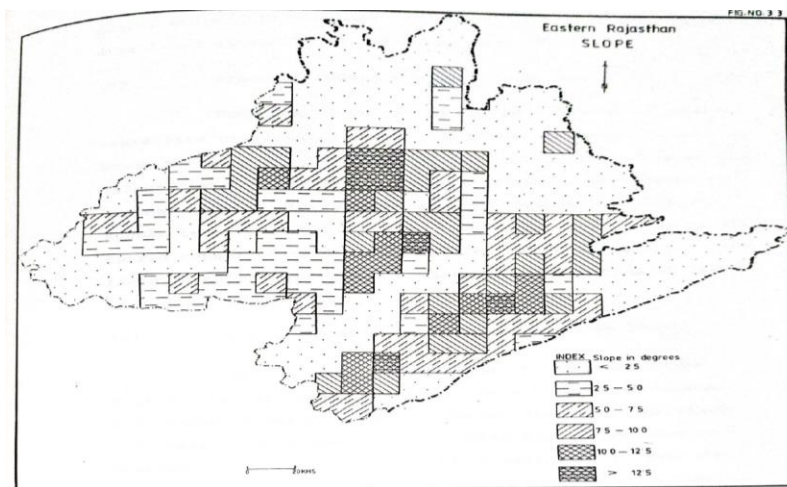 FIG. NO. 3 3
Eastern Rajasthan
SLOPE
INDEX Slope in degrees
< 2 5
2 5 – 5 0
5 0 – 7 5
7 5 – 10 0
10 0 – 12 5
> 12 5
KMS